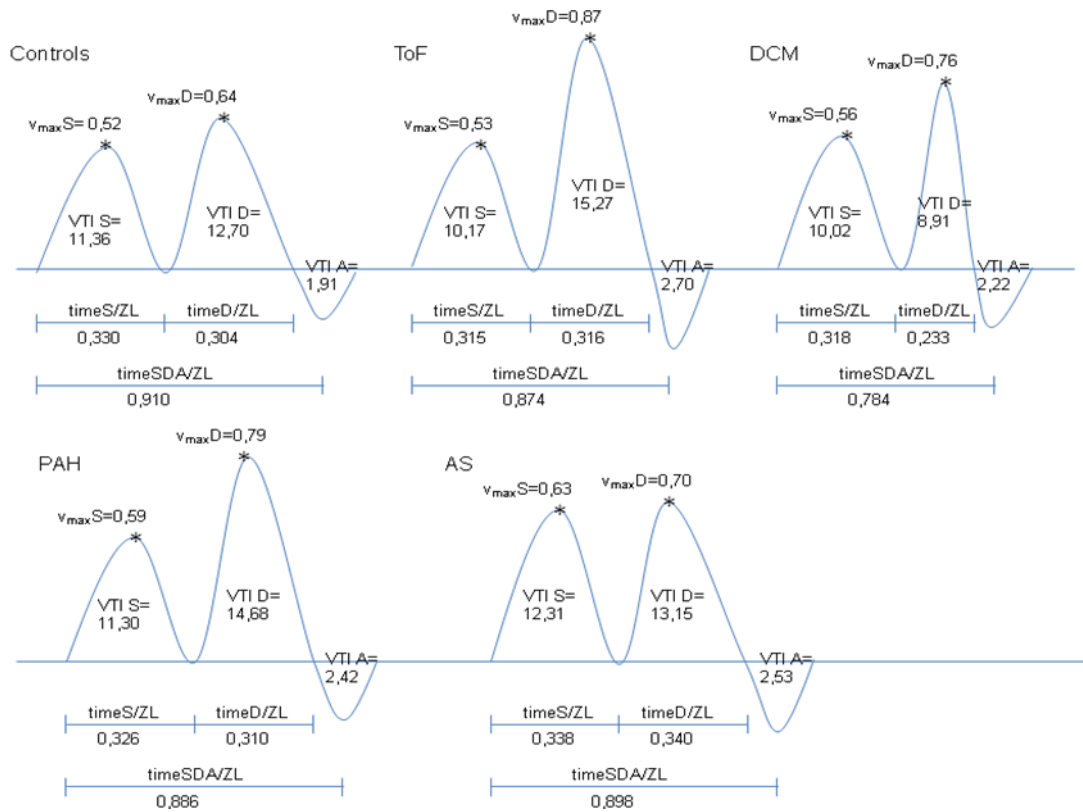 Controls
vmaxS= 0,52
vmaxD=0,64
VTI S=
11,36
VTI D=
12,70
VTI A=
1,91
timeS/ZL
0,330
timeD/ZL
0,304
timeSDA/ZL
0,910
ToF
vmaxS=0,53
vmaxD=0,87
VTI S=
10,17
VTI D=
15,27
VTI A=
2,70
timeS/ZL
0,315
timeD/ZL
0,316
timeSDA/ZL
0,874
DCM
vmaxS=0,56
vmaxD=0,76
VTI S=
10,02
VTI D=
8,91
VTI A=
2,22
timeS/ZL
0,318
timeD/ZL
0,233
timeSDA/ZL
0,784
PAH
vmaxS=0,59
vmaxD=0,79
VTI S=
11,30
VTI D=
14,68
VTI A=
2,42
timeS/ZL
0,326
timeD/ZL
0,310
timeSDA/ZL
0,886
AS
vmaxS=0,63
vmaxD=0,70
VTI S=
12,31
VTI D=
13,15
VTI A=
2,53
timeS/ZL
0,338
timeD/ZL
0,340
timeSDA/ZL
0,898